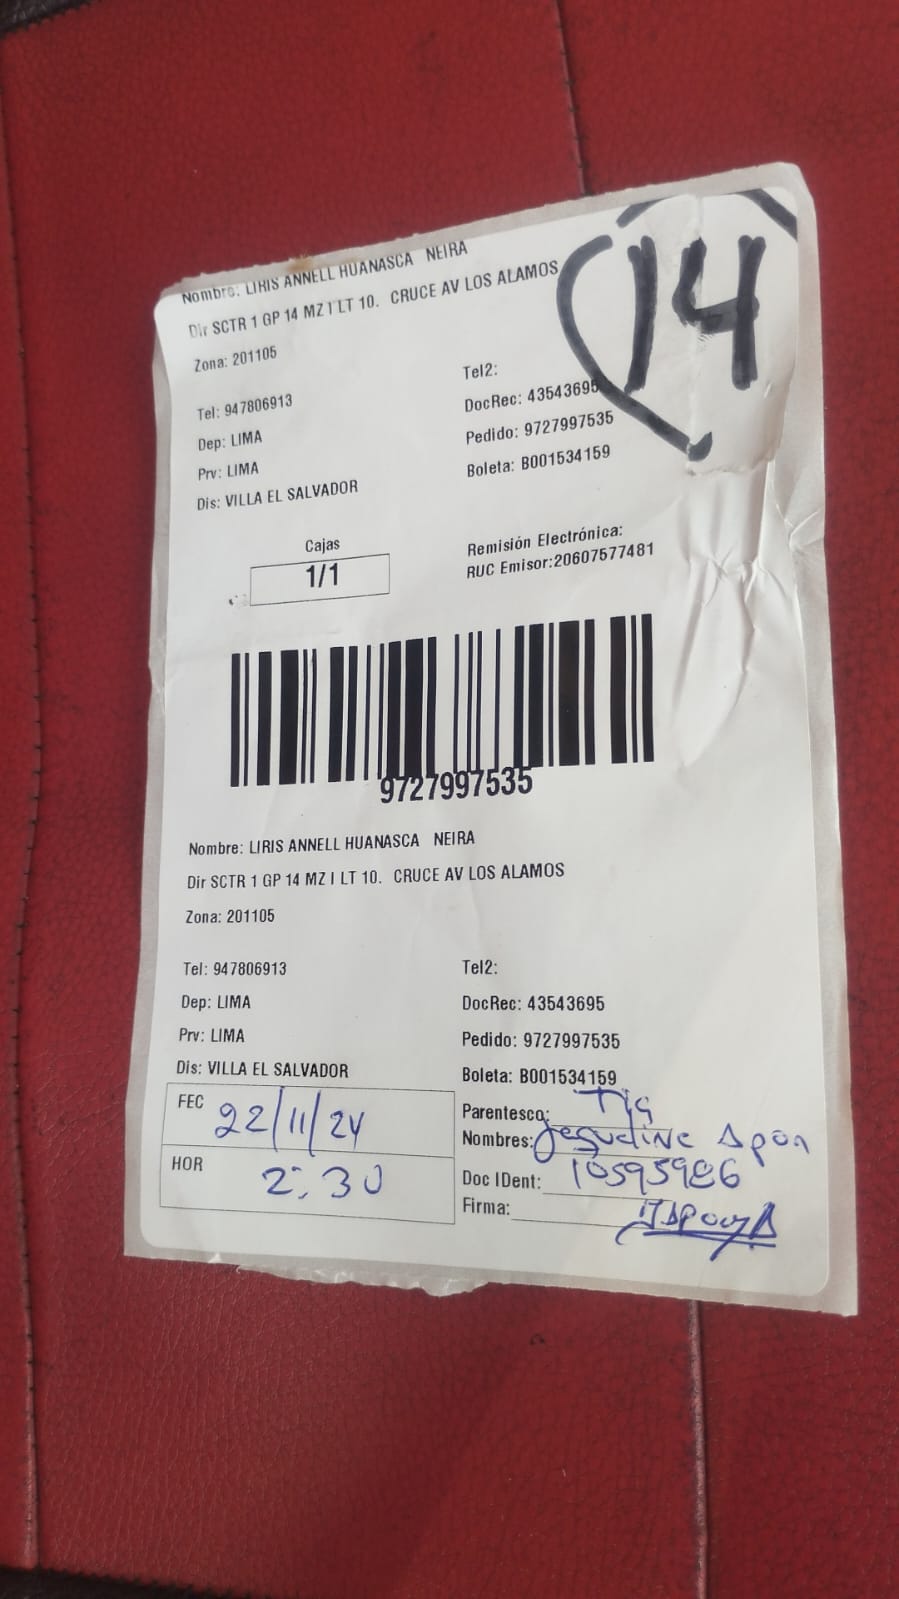 Nombre: LIRIS ANNELL HUANASCA NEIRA
Dir SCTR 1 GP 14 MZ I LT 10. CRUCE AV LOS ALAMOS
14
Zona: 201105
Tel: 947806913
Tel2:
Dep: LIMA
DocRec: 43543695
Prv: LIMA
Pedido: 9727997535
Dis: VILLA EL SALVADOR
Boleta: B001534159
Cajas
1/1
Remisión Electrónica:
RUC Emisor:20607577481
9727997535
Nombre: LIRIS ANNELL HUANASCA NEIRA
Dir SCTR 1 GP 14 MZ I LT 10. CRUCE AV LOS ALAMOS
Zona: 201105
Tel: 947806913
Tel2:
Dep: LIMA
DocRec: 43543695
Prv: LIMA
Pedido: 9727997535
Dis: VILLA EL SALVADOR
Boleta: B001534159
FEC 22/11/24
HOR 2:30
Parentesco:
Nombres:
Doc IDent: 10595986
Firma: